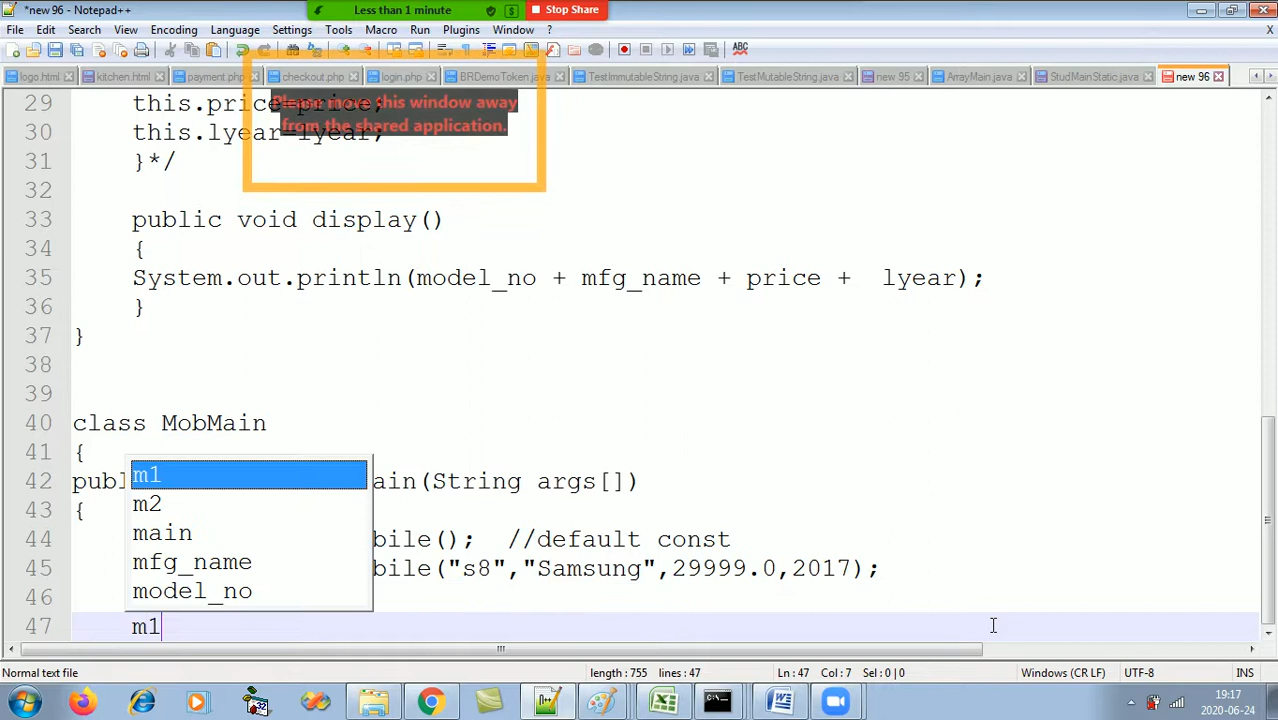 *new 96 - Notepad++
Less than 1 minute
Stop Share
File Edit Search View Encoding Language Settings Tools Macro Run Plugins Window ? X
logo.html kitchen.html payment.php checkout.php login.php BRDemoToken.java TestImmutableString.java TestMutableString.java new 95 ArrayMain.java StudMainStatic.java new 96
29 this.price=price;
Please move this window away
from the shared application.
30 this.lyear=lyear;
31 }*/
32
33 public void display()
34 {
35 System.out.println(model_no + mfg_name + price + lyear);
36 }
37 }
38
39
40 class MobMain
41 {
42 publ ain(String args[])
43 {
44 bile(); //default const
45 bile("s8","Samsung",29999.0,2017);
46
47 m1
m1
m2
main
mfg_name
model_no
Normal text file length : 755 lines : 47 Ln : 47 Col : 7 Sel : 0 | 0 Windows (CR LF) UTF-8 INS
19:17
2020-06-24